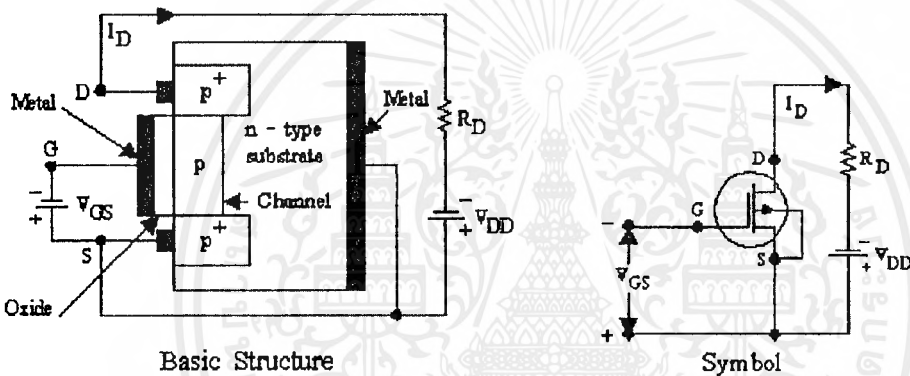 I_D
D
Metal
G
− V_GS +
S
Oxide
p+
p
p+
n - type
substrate
Channel
Metal
R_D
− V_DD +
Basic Structure
I_D
D
R_D
G
S
−
V_GS
+
− V_DD +
Symbol